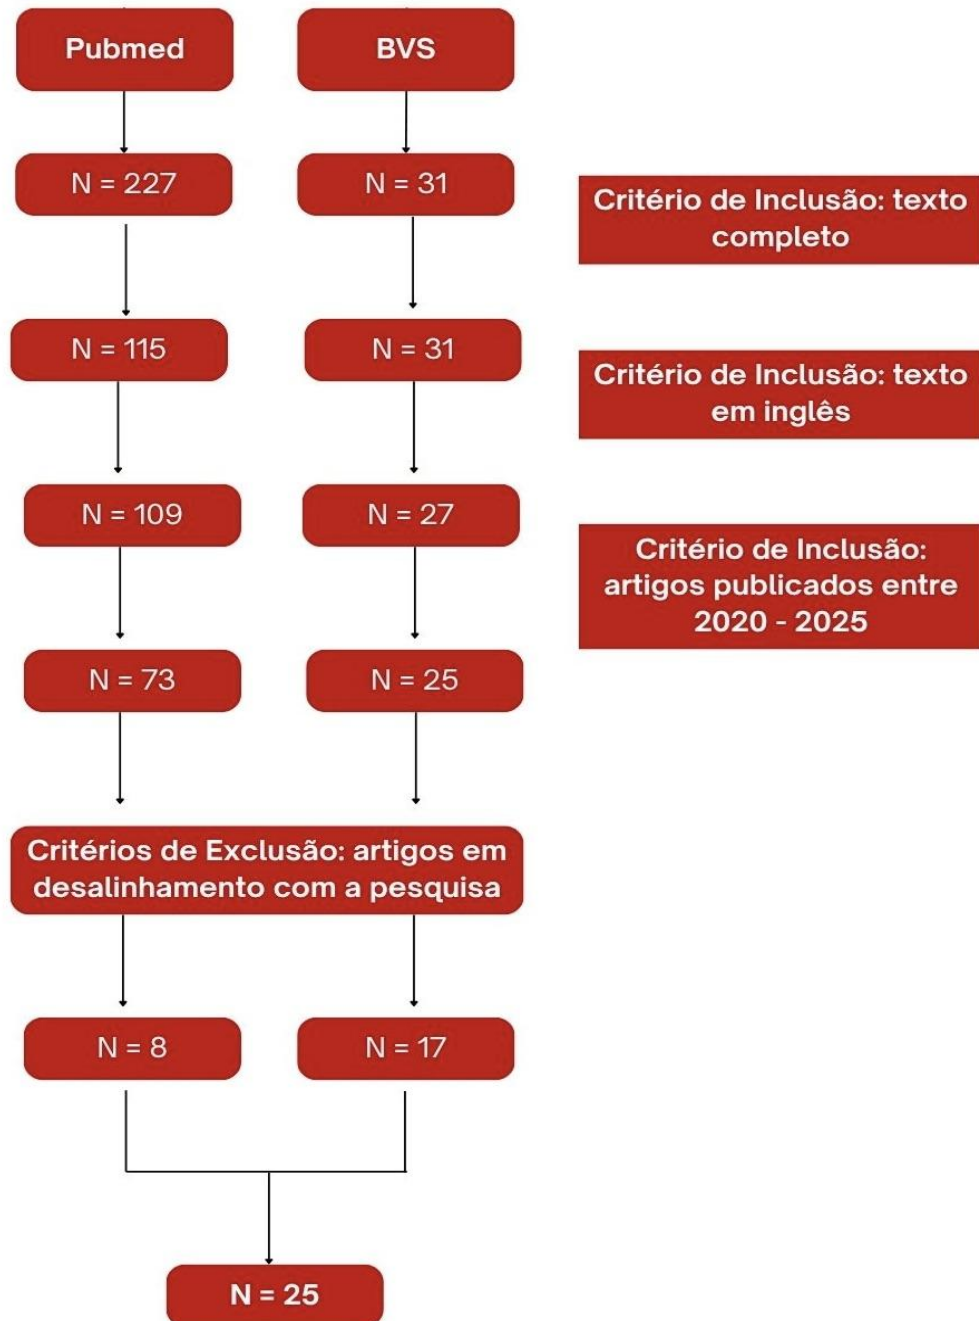 Pubmed
BVS
N = 227
N = 31
Critério de Inclusão: texto
completo
N = 115
N = 31
Critério de Inclusão: texto
em inglês
N = 109
N = 27
Critério de Inclusão:
artigos publicados entre
2020 - 2025
N = 73
N = 25
Critérios de Exclusão: artigos em
desalinhamento com a pesquisa
N = 8
N = 17
N = 25